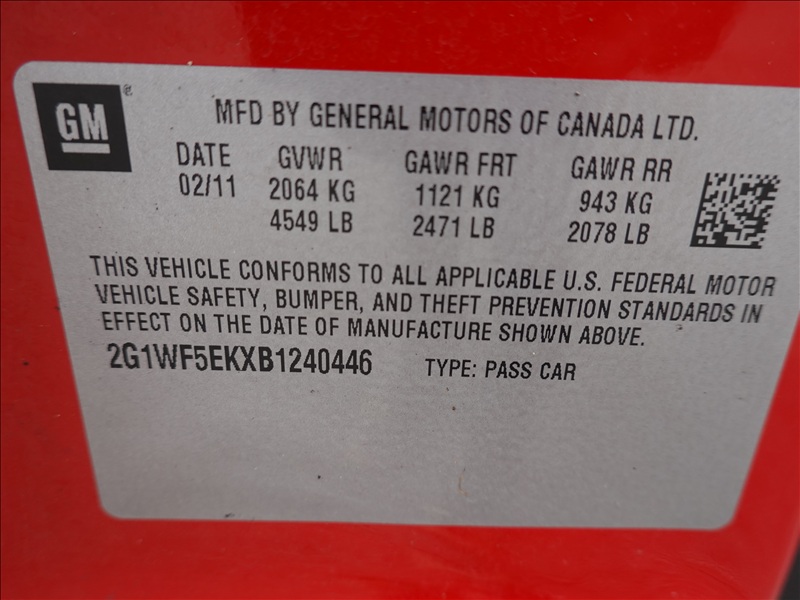 GM®
MFD BY GENERAL MOTORS OF CANADA LTD.
DATE GVWR GAWR FRT GAWR RR
02/11 2064 KG 1121 KG 943 KG
4549 LB 2471 LB 2078 LB
THIS VEHICLE CONFORMS TO ALL APPLICABLE U.S. FEDERAL MOTOR
VEHICLE SAFETY, BUMPER, AND THEFT PREVENTION STANDARDS IN
EFFECT ON THE DATE OF MANUFACTURE SHOWN ABOVE.
2G1WF5EKXB1240446 TYPE: PASS CAR